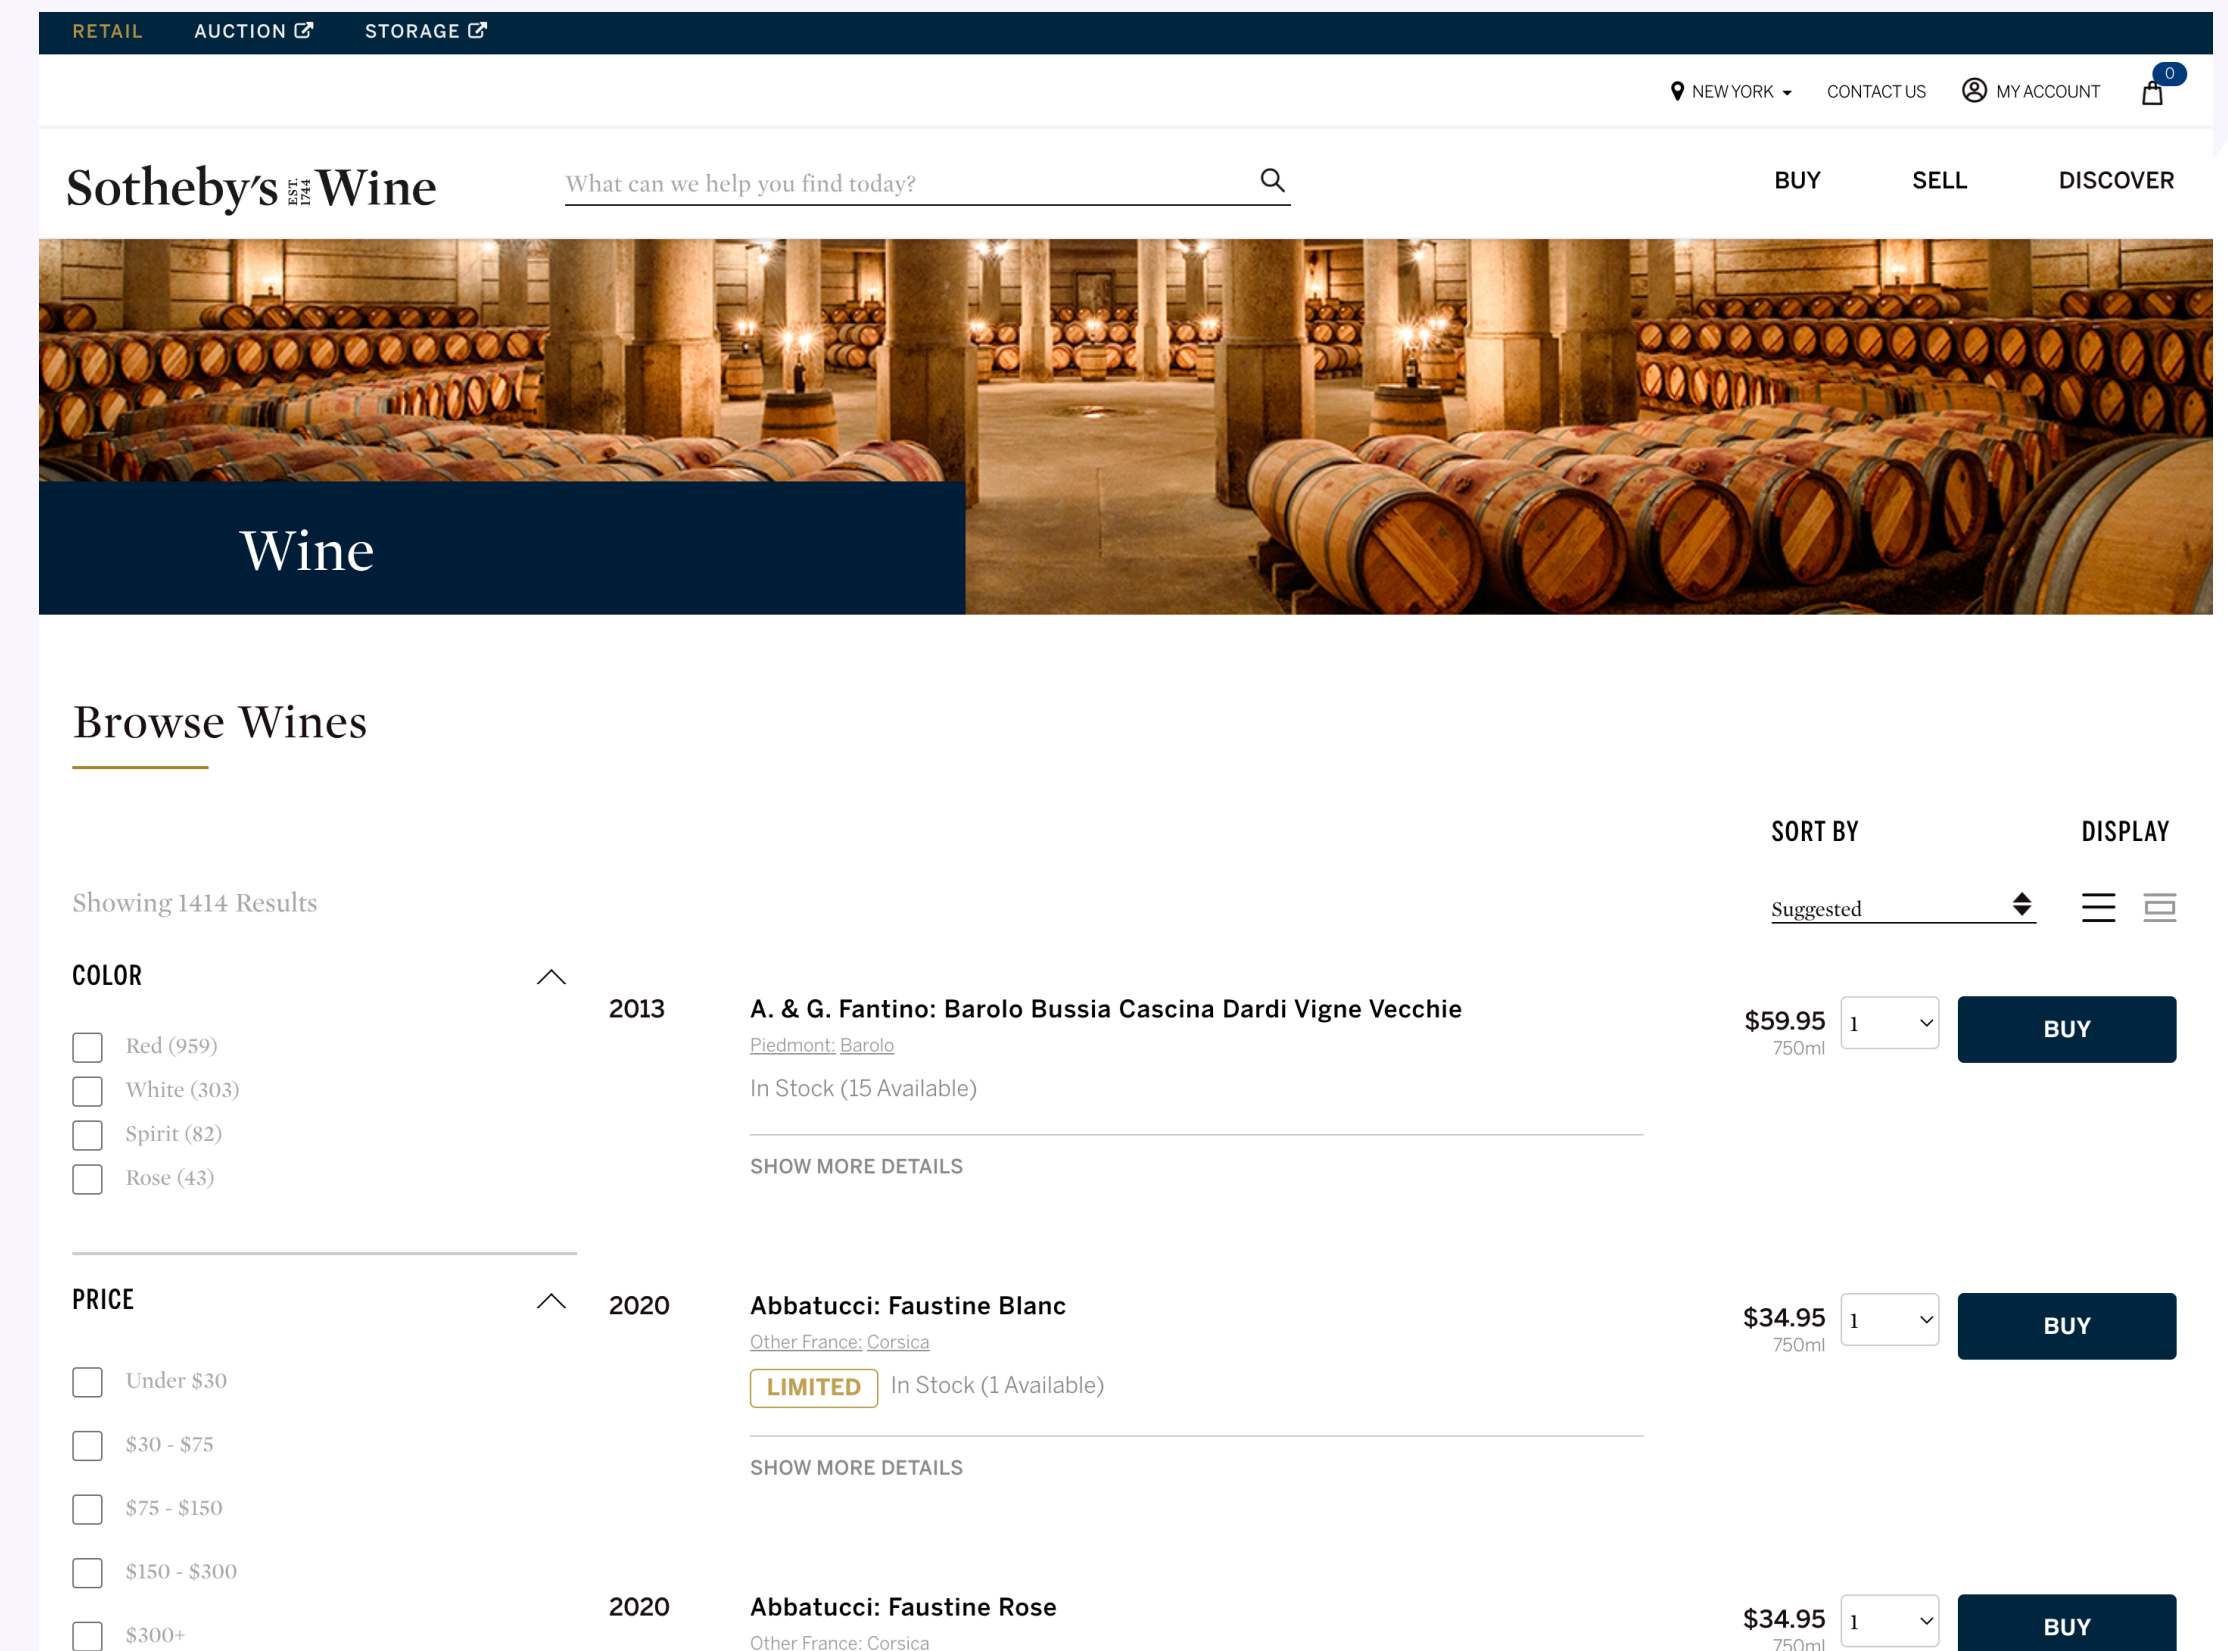 RETAIL AUCTION STORAGE
NEW YORK CONTACT US MY ACCOUNT 0
Sotheby's EST. 1744 Wine What can we help you find today? BUY SELL DISCOVER
Wine
Browse Wines
SORT BY DISPLAY
Showing 1414 Results
Suggested
COLOR
Red (959)
White (303)
Spirit (82)
Rose (43)
PRICE
Under $30
$30 - $75
$75 - $150
$150 - $300
$300+
2013 A. & G. Fantino: Barolo Bussia Cascina Dardi Vigne Vecchie $59.95 1 BUY
Piedmont: Barolo 750ml
In Stock (15 Available)
SHOW MORE DETAILS
2020 Abbatucci: Faustine Blanc $34.95 1 BUY
Other France: Corsica 750ml
LIMITED In Stock (1 Available)
SHOW MORE DETAILS
2020 Abbatucci: Faustine Rose $34.95 1 BUY
Other France: Corsica 750ml